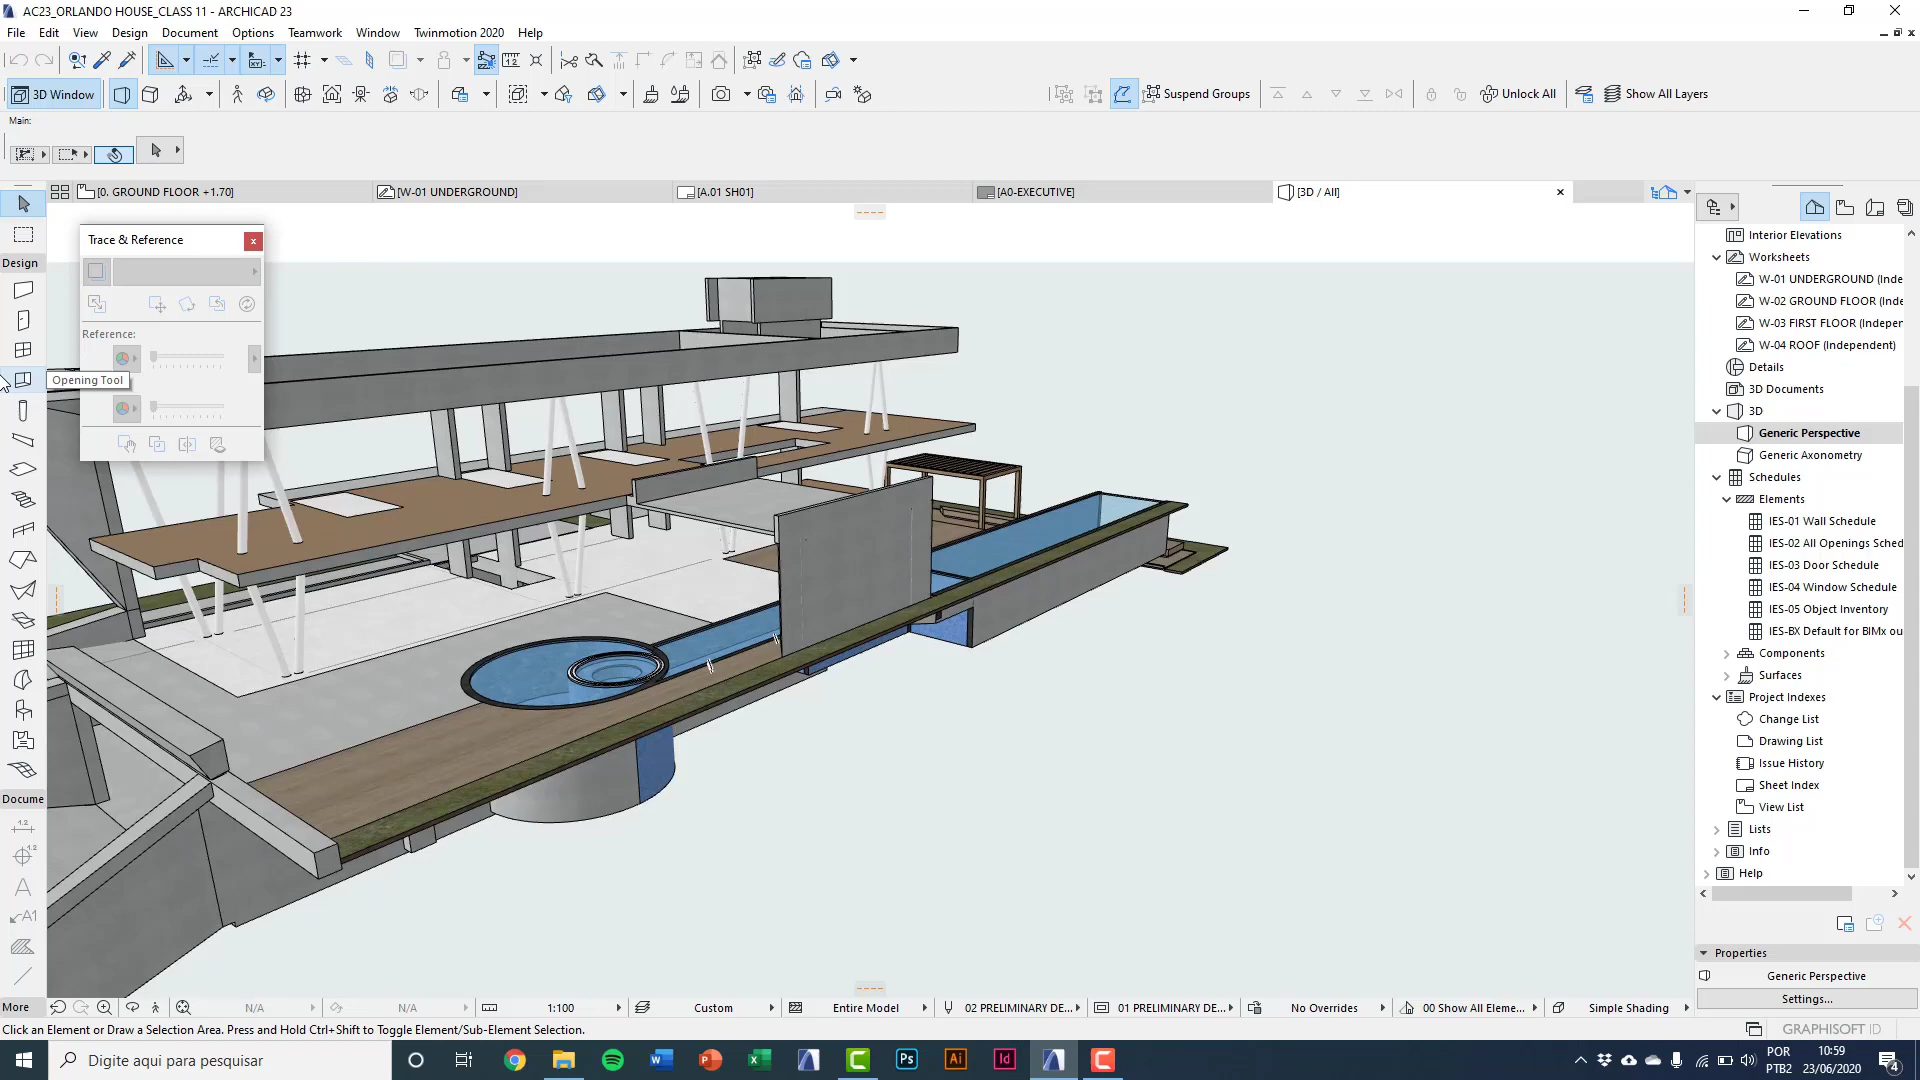 AC23_ORLANDO HOUSE_CLASS 11 - ARCHICAD 23
File Edit View Design Document Options Teamwork Window Twinmotion 2020 Help
3D Window
Suspend Groups
Unlock All
Show All Layers
Main:
[0. GROUND FLOOR +1.70]
[W-01 UNDERGROUND]
[A.01 SH01]
[A0-EXECUTIVE]
[3D / All]
Design
Trace & Reference
Reference:
Opening Tool
Docume
More
Interior Elevations
Worksheets
W-01 UNDERGROUND (Inde
W-02 GROUND FLOOR (Inde
W-03 FIRST FLOOR (Indeper
W-04 ROOF (Independent)
Details
3D Documents
3D
Generic Perspective
Generic Axonometry
Schedules
Elements
IES-01 Wall Schedule
IES-02 All Openings Sched
IES-03 Door Schedule
IES-04 Window Schedule
IES-05 Object Inventory
IES-BX Default for BIMx ou
Components
Surfaces
Project Indexes
Change List
Drawing List
Issue History
Sheet Index
View List
Lists
Info
Help
Properties
Generic Perspective
Settings...
N/A
N/A
1:100
Custom
Entire Model
02 PRELIMINARY DE...
01 PRELIMINARY DE...
No Overrides
00 Show All Eleme...
Simple Shading
Click an Element or Draw a Selection Area. Press and Hold Ctrl+Shift to Toggle Element/Sub-Element Selection.
GRAPHISOFT ID
Digite aqui para pesquisar
POR
PTB2
10:59
23/06/2020
4